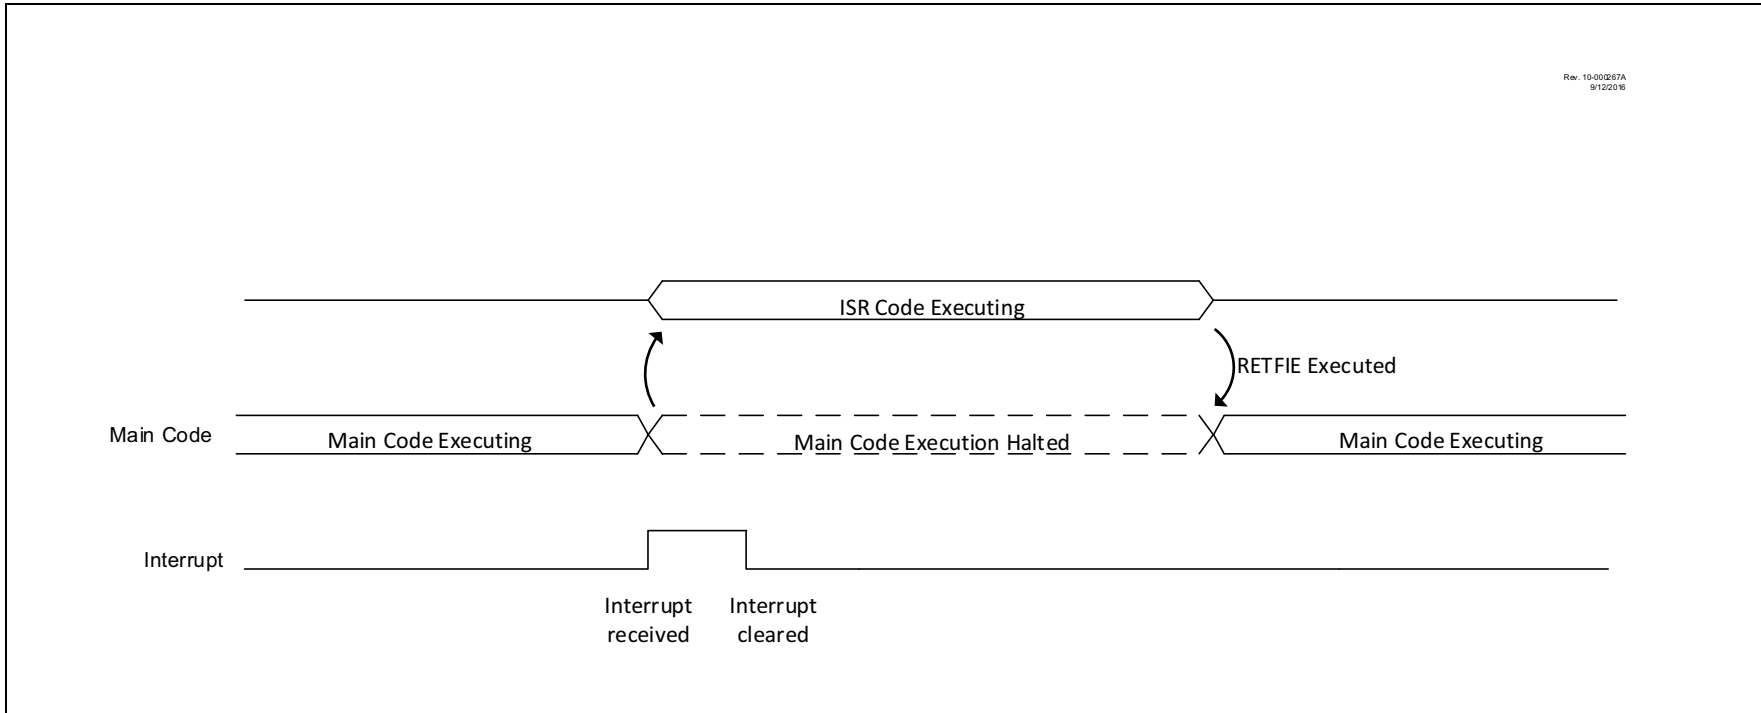 Rev. 10-000267A
9/12/2016
ISR Code Executing
RETFIE Executed
Main Code
Main Code Executing
Main Code Execution Halted
Main Code Executing
Interrupt
Interrupt
received
Interrupt
cleared